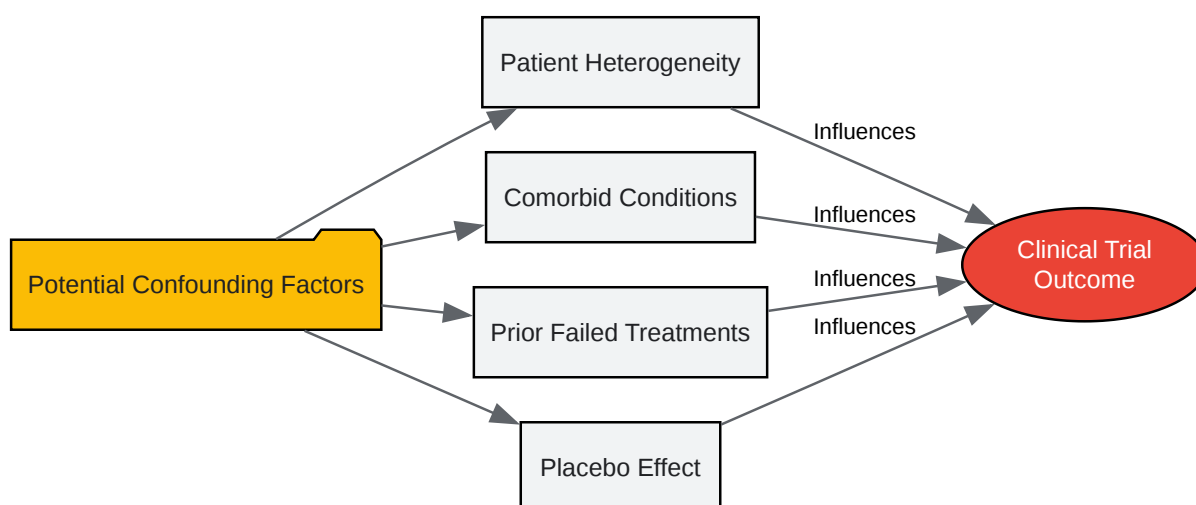 Patient Heterogeneity
Influences
Comorbid Conditions
Influences
Potential Confounding Factors
Clinical Trial
Outcome
Prior Failed Treatments
Influences
Influences
Placebo Effect